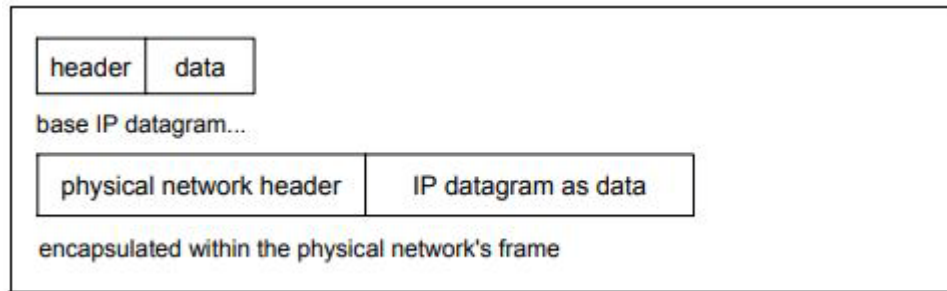 header data
base IP datagram...
physical network header IP datagram as data
encapsulated within the physical network's frame